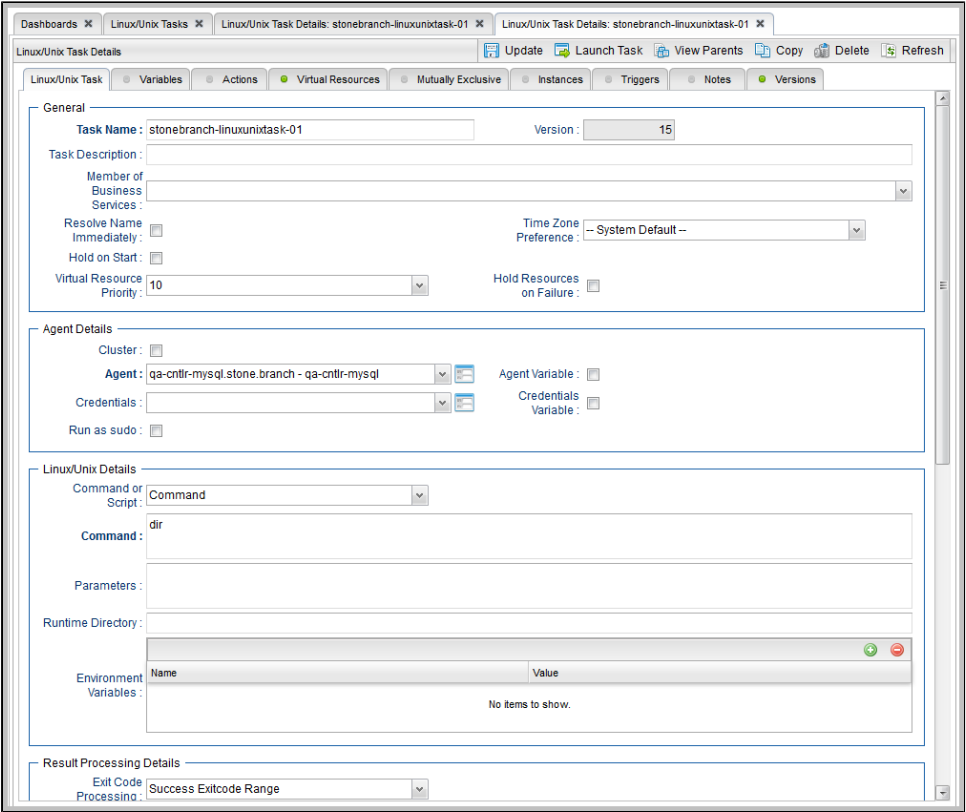 Dashboards Linux/Unix Tasks Linux/Unix Task Details: stonebranch-linuxunixtask-01 Linux/Unix Task Details: stonebranch-linuxunixtask-01
Linux/Unix Task Details Update Launch Task View Parents Copy Delete Refresh
Linux/Unix Task Variables Actions Virtual Resources Mutually Exclusive Instances Triggers Notes Versions
General
Task Name : stonebranch-linuxunixtask-01 Version : 15
Task Description :
Member of
Business
Services :
Resolve Name
Immediately :
Time Zone
Preference : -- System Default --
Hold on Start :
Virtual Resource
Priority : 10
Hold Resources
on Failure :
Agent Details
Cluster :
Agent : qa-cntlr-mysql.stone.branch - qa-cntlr-mysql Agent Variable :
Credentials :
Credentials
Variable :
Run as sudo :
Linux/Unix Details
Command or
Script : Command
Command : dir
Parameters :
Runtime Directory :
Environment
Variables :
Name Value
No items to show.
Result Processing Details
Exit Code
Processing : Success Exitcode Range